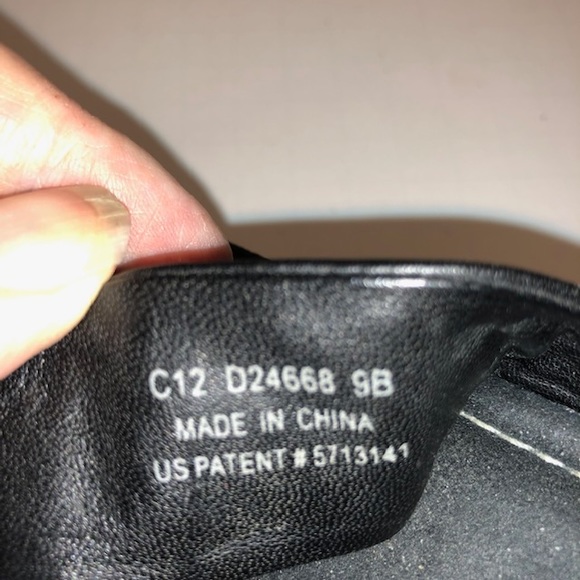 C12 D24668 9B
MADE IN CHINA
US PATENT # 5713141